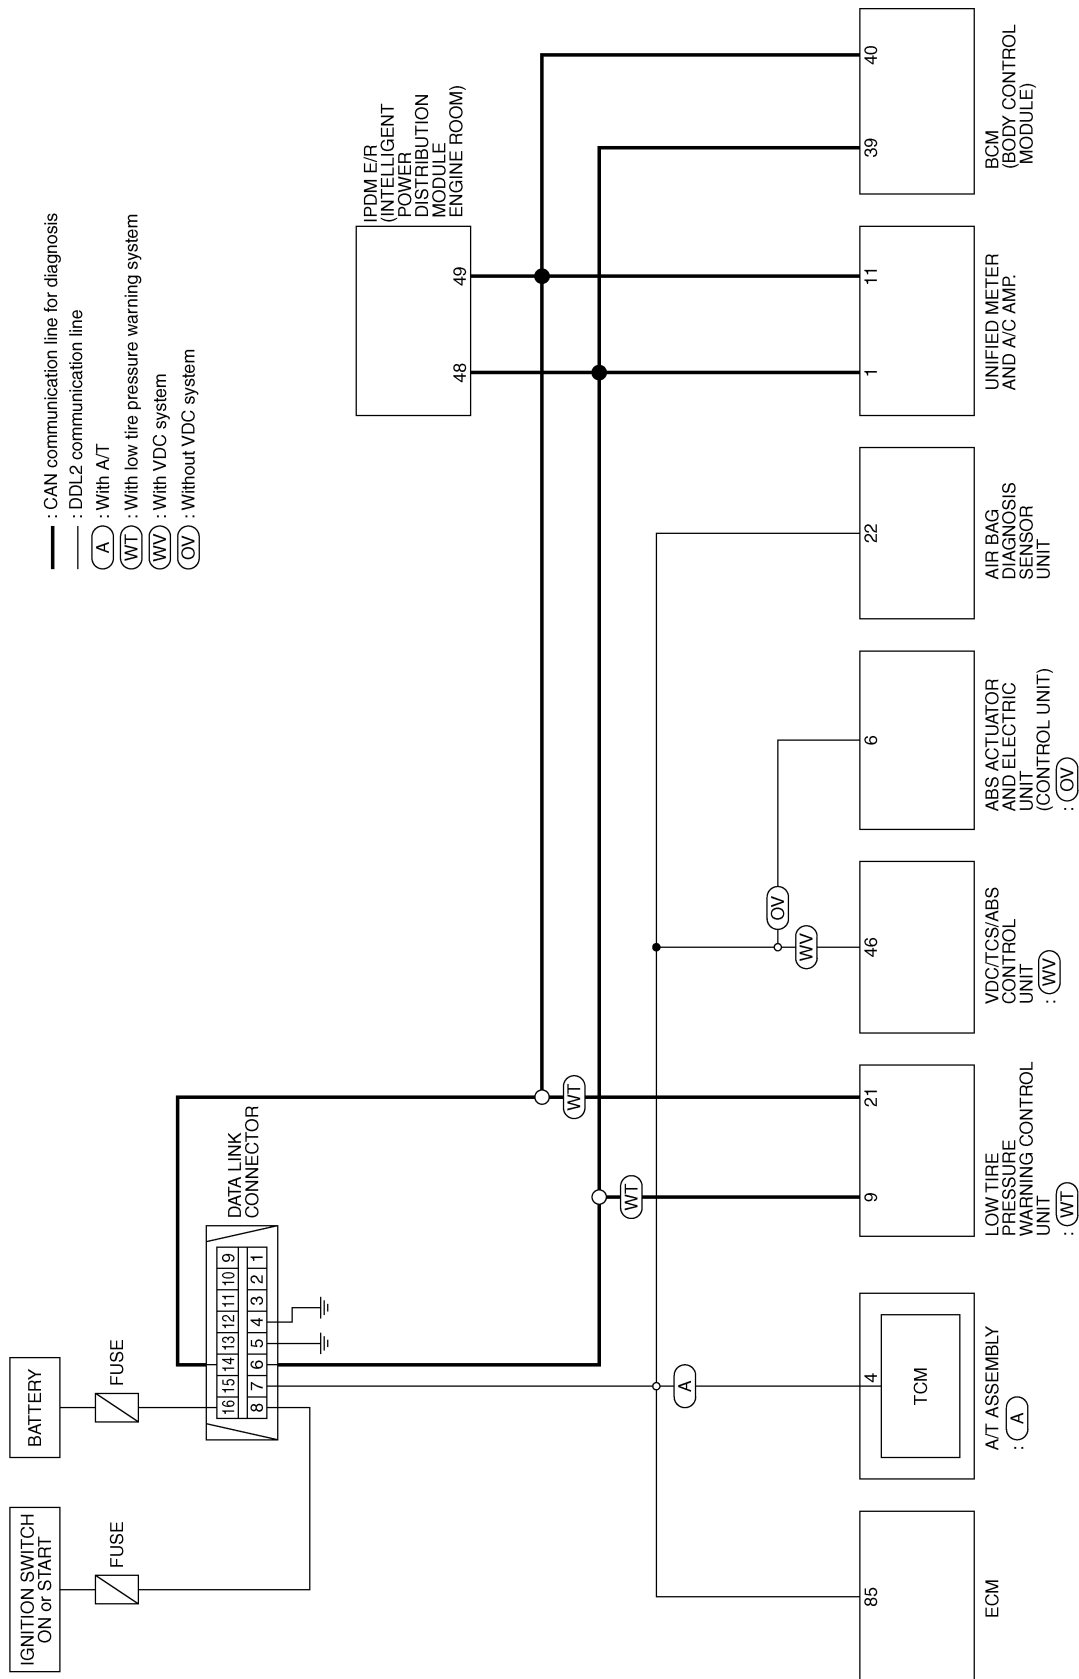 : CAN communication line for diagnosis
: DDL2 communication line
A : With A/T
WT : With low tire pressure warning system
WV : With VDC system
OV : Without VDC system
IGNITION SWITCH
ON or START
BATTERY
FUSE
FUSE
DATA LINK
CONNECTOR
16 15 14 13 12 11 10 9
8 7 6 5 4 3 2 1
IPDM E/R
(INTELLIGENT
POWER
DISTRIBUTION
MODULE
ENGINE ROOM)
48
49
WT
WT
A
OV
WV
85
ECM
4
TCM
A/T ASSEMBLY
: A
9
21
LOW TIRE
PRESSURE
WARNING CONTROL
UNIT
: WT
46
VDC/TCS/ABS
CONTROL
UNIT
: WV
6
ABS ACTUATOR
AND ELECTRIC
UNIT
(CONTROL UNIT)
: OV
22
AIR BAG
DIAGNOSIS
SENSOR
UNIT
1
11
UNIFIED METER
AND A/C AMP.
39
40
BCM
(BODY CONTROL
MODULE)